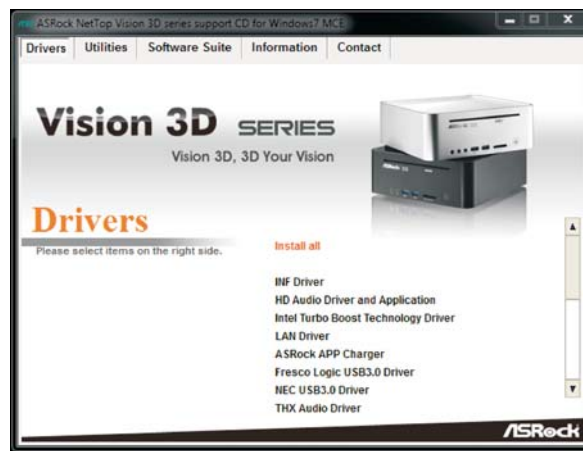 ASRock NetTop Vision 3D series support CD for Windows7 MCE
Drivers Utilities Software Suite Information Contact
Vision 3D SERIES
Vision 3D, 3D Your Vision
Drivers
Please select items on the right side.
Install all
INF Driver
HD Audio Driver and Application
Intel Turbo Boost Technology Driver
LAN Driver
ASRock APP Charger
Fresco Logic USB3.0 Driver
NEC USB3.0 Driver
THX Audio Driver
ASRock